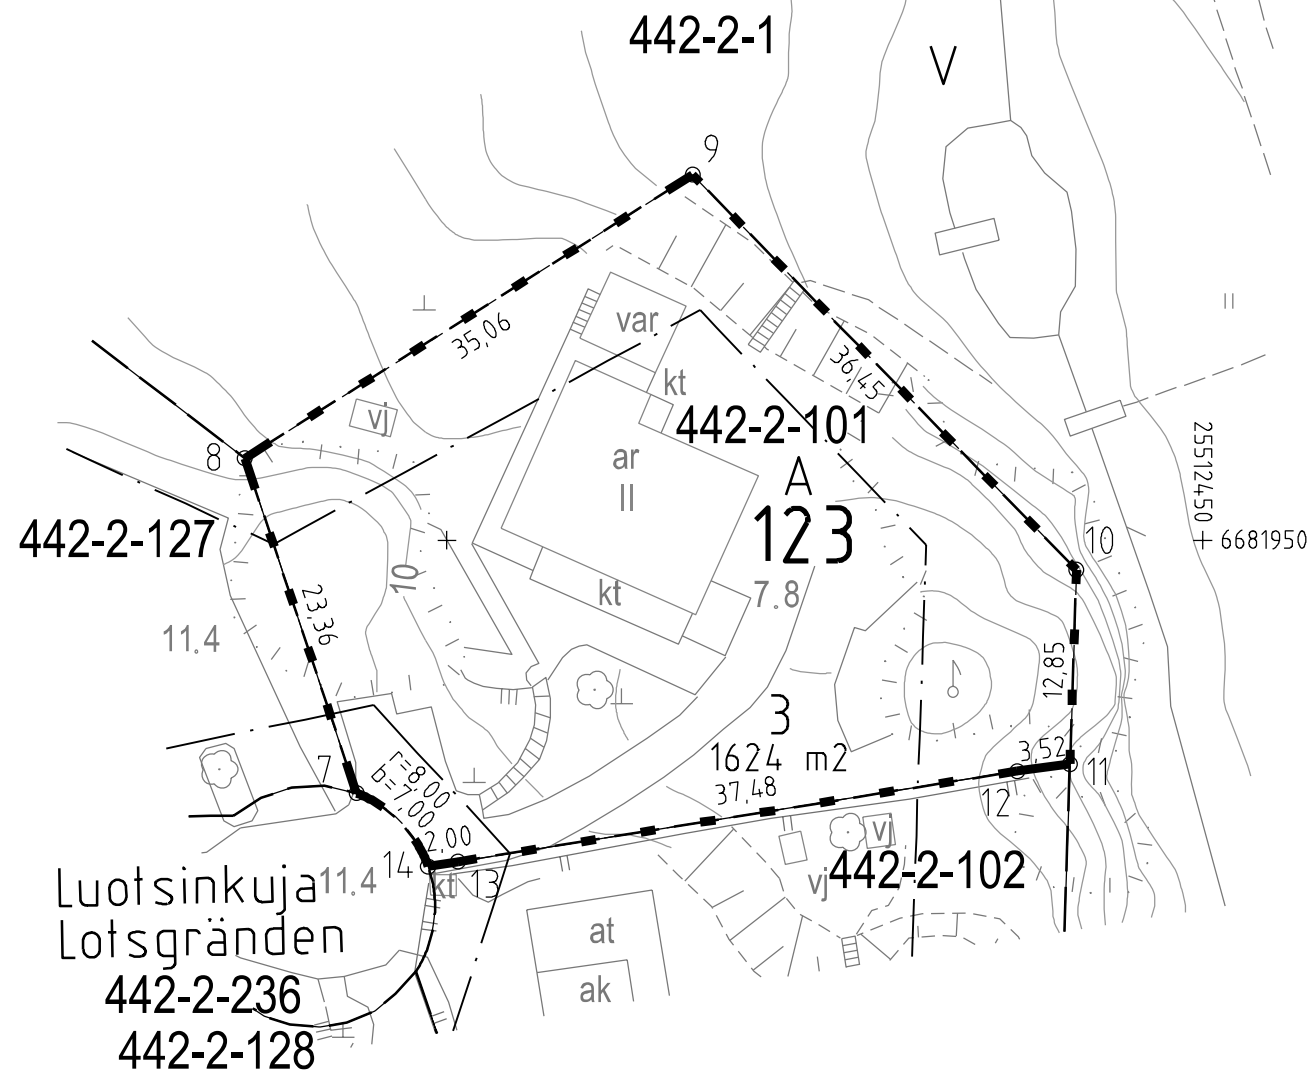 442-2-1
V
9
35,06
var
36,45
kt
vj
442-2-101
8
ar
II
A
123
25512450
6681950
442-2-127
10
10
23,36
kt
7.8
11.4
12,85
3
1624 m2
3,52
7
r=8,00
b=7,00
37,48
11
12
2,00
14
13
kt
vj
vj
442-2-102
11.4
Luotsinkuja
Lotsgränden
at
442-2-236
ak
442-2-128